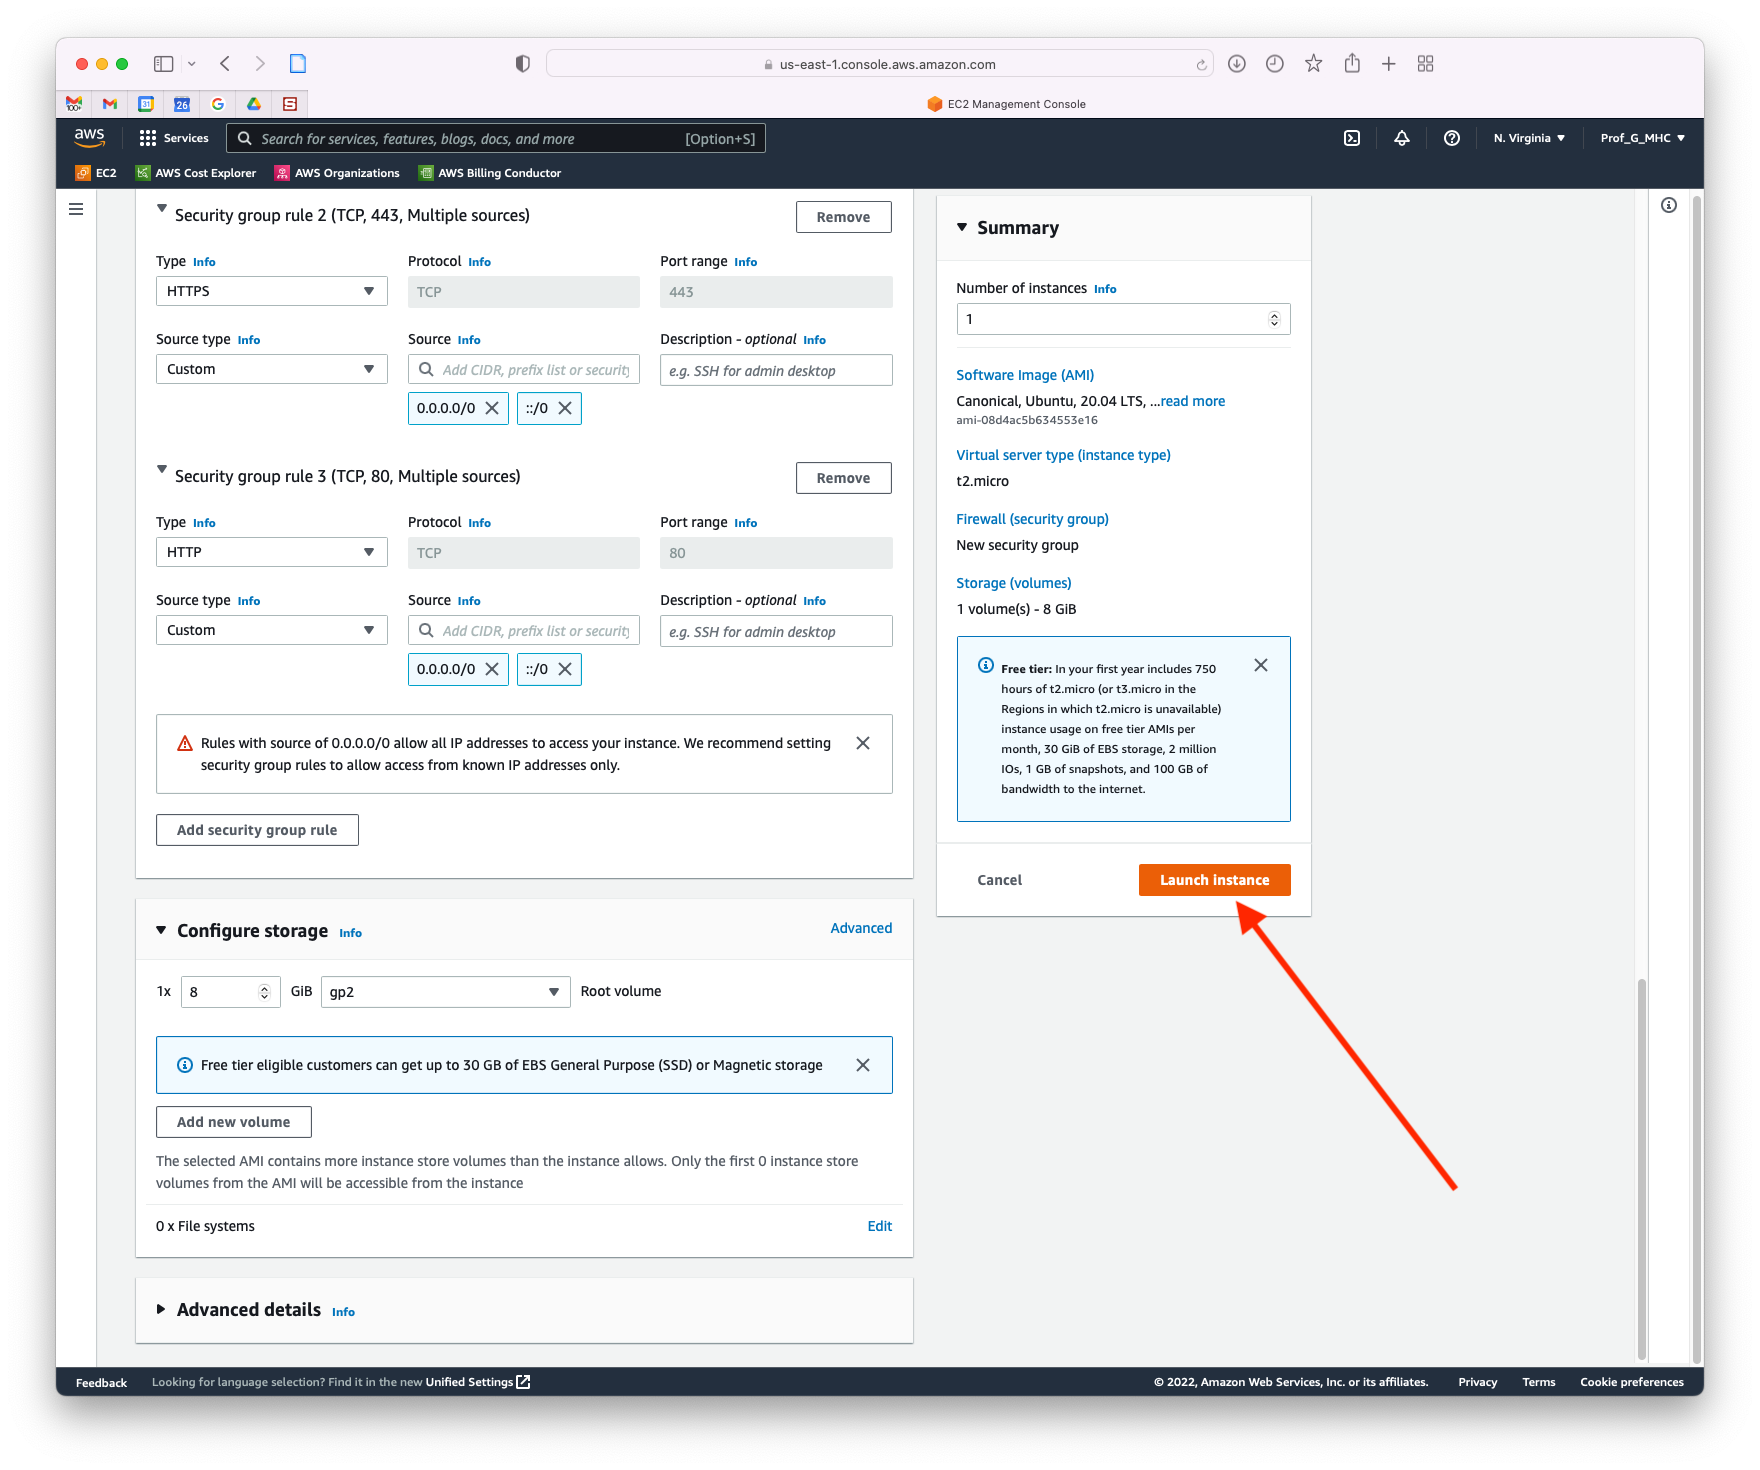 us-east-1.console.aws.amazon.com
EC2 Management Console
aws
Services
Search for services, features, blogs, docs, and more
[Option+S]
N. Virginia
Prof_G_MHC
EC2
AWS Cost Explorer
AWS Organizations
AWS Billing Conductor
Security group rule 2 (TCP, 443, Multiple sources)
Remove
Type Info
Protocol Info
Port range Info
HTTPS
TCP
443
Source type Info
Source Info
Description - optional Info
Custom
Add CIDR, prefix list or security
e.g. SSH for admin desktop
0.0.0.0/0
::/0
Security group rule 3 (TCP, 80, Multiple sources)
Remove
Type Info
Protocol Info
Port range Info
HTTP
TCP
80
Source type Info
Source Info
Description - optional Info
Custom
Add CIDR, prefix list or security
e.g. SSH for admin desktop
0.0.0.0/0
::/0
Rules with source of 0.0.0.0/0 allow all IP addresses to access your instance. We recommend setting
security group rules to allow access from known IP addresses only.
Add security group rule
Configure storage Info
Advanced
1x
8
GiB
gp2
Root volume
Free tier eligible customers can get up to 30 GB of EBS General Purpose (SSD) or Magnetic storage
Add new volume
The selected AMI contains more instance store volumes than the instance allows. Only the first 0 instance store
volumes from the AMI will be accessible from the instance
0 x File systems
Edit
Advanced details Info
Summary
Number of instances Info
1
Software Image (AMI)
Canonical, Ubuntu, 20.04 LTS, ...read more
ami-08d4ac5b634553e16
Virtual server type (instance type)
t2.micro
Firewall (security group)
New security group
Storage (volumes)
1 volume(s) - 8 GiB
Free tier: In your first year includes 750
hours of t2.micro (or t3.micro in the
Regions in which t2.micro is unavailable)
instance usage on free tier AMIs per
month, 30 GiB of EBS storage, 2 million
IOs, 1 GB of snapshots, and 100 GB of
bandwidth to the internet.
Cancel
Launch instance
Feedback
Looking for language selection? Find it in the new Unified Settings
© 2022, Amazon Web Services, Inc. or its affiliates.
Privacy
Terms
Cookie preferences